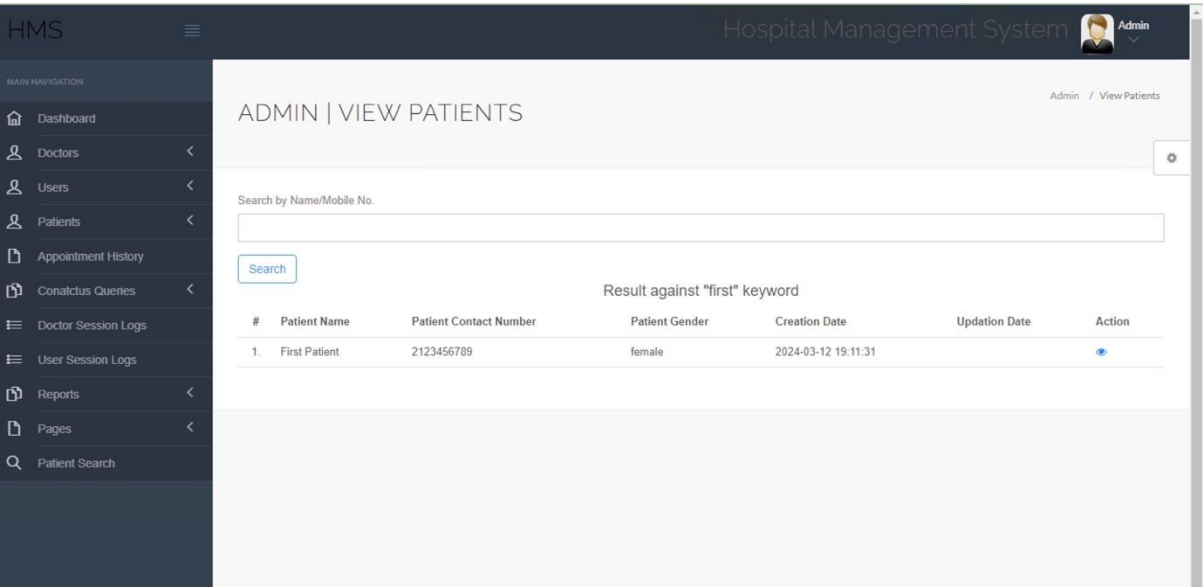 HMS
Hospital Management System
Admin
MAIN NAVIGATION
Dashboard
Doctors
Users
Patients
Appointment History
Conatctus Queries
Doctor Session Logs
User Session Logs
Reports
Pages
Patient Search
ADMIN | VIEW PATIENTS
Admin / View Patients
Search by Name/Mobile No.
Search
Result against "first" keyword
# Patient Name Patient Contact Number Patient Gender Creation Date Updation Date Action
1. First Patient 2123456789 female 2024-03-12 19:11:31